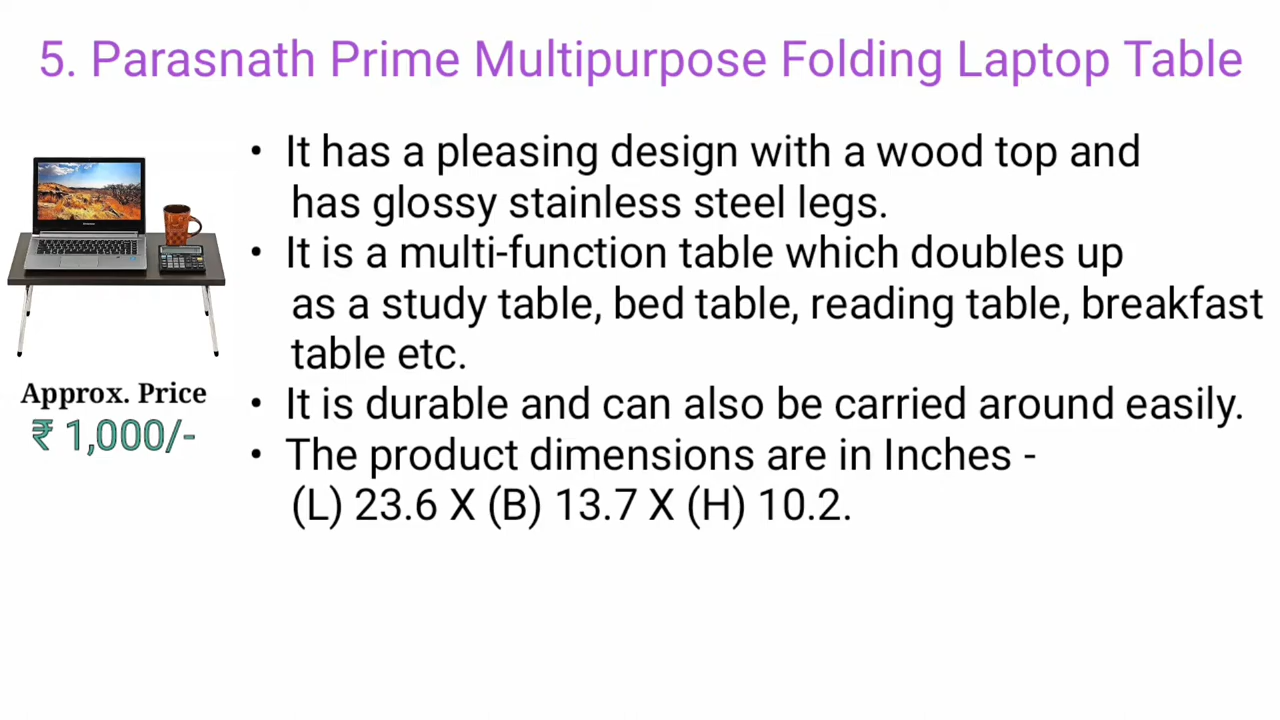 5. Parasnath Prime Multipurpose Folding Laptop Table
• It has a pleasing design with a wood top and
has glossy stainless steel legs.
• It is a multi-function table which doubles up
as a study table, bed table, reading table, breakfast
table etc.
• It is durable and can also be carried around easily.
• The product dimensions are in Inches -
(L) 23.6 X (B) 13.7 X (H) 10.2.
Approx. Price
₹ 1,000/-